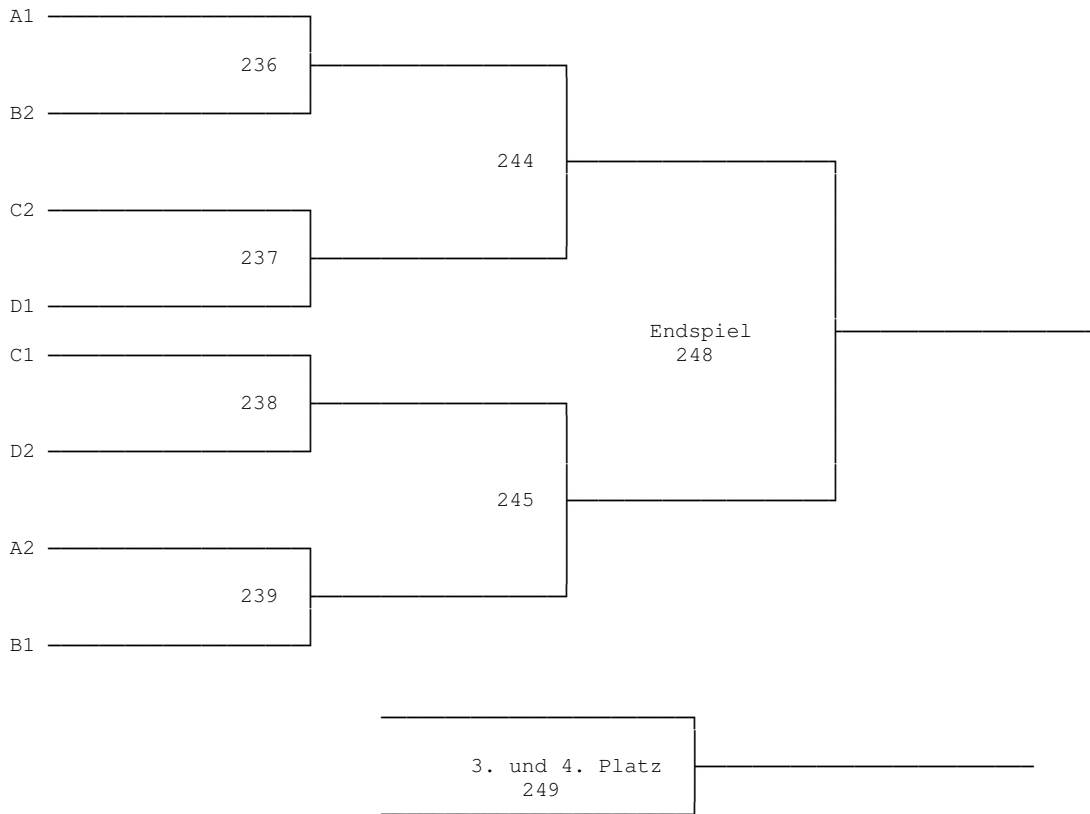 A1
236
B2
244
C2
237
D1
Endspiel
248
C1
238
D2
245
A2
239
B1
3. und 4. Platz
249